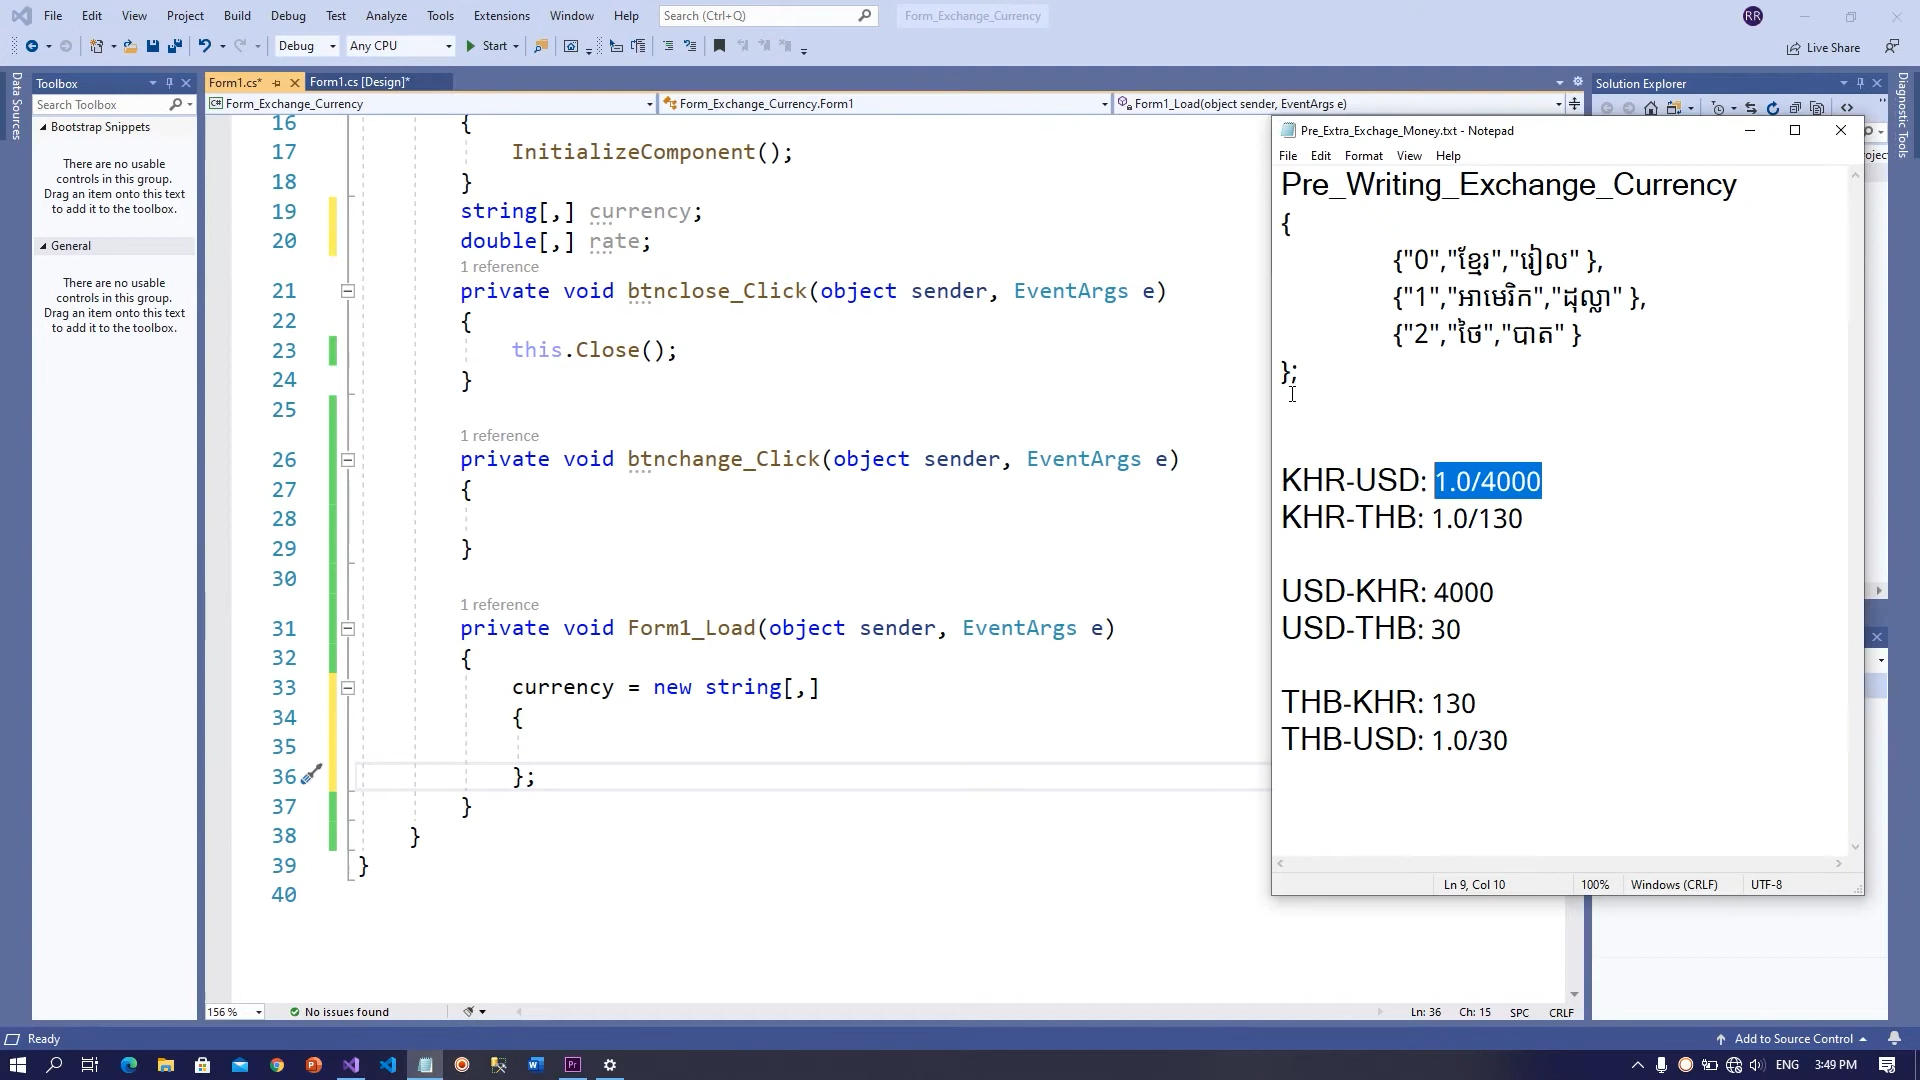 File Edit View Project Build Debug Test Analyze Tools Extensions Window Help Search (Ctrl+Q) Form_Exchange_Currency RR
Debug Any CPU Start Live Share
Data Sources
Toolbox
Search Toolbox
Bootstrap Snippets
There are no usable
controls in this group.
Drag an item onto this text
to add it to the toolbox.
General
There are no usable
controls in this group.
Drag an item onto this text
to add it to the toolbox.
Form1.cs* Form1.cs [Design]*
Form_Exchange_Currency Form_Exchange_Currency.Form1 Form1_Load(object sender, EventArgs e)
16 {
17 InitializeComponent();
18 }
19 string[,] currency;
20 double[,] rate;
1 reference
21 private void btnclose_Click(object sender, EventArgs e)
22 {
23 this.Close();
24 }
25
1 reference
26 private void btnchange_Click(object sender, EventArgs e)
27 {
28
29 }
30
1 reference
31 private void Form1_Load(object sender, EventArgs e)
32 {
33 currency = new string[,]
34 {
35
36 };
37 }
38 }
39 }
40
156 % No issues found Ln: 36 Ch: 15 SPC CRLF
Solution Explorer
Diagnostic Tools
Pre_Extra_Exchage_Money.txt - Notepad
File Edit Format View Help
Pre_Writing_Exchange_Currency
{
{"0","ខ្មែរ","រៀល" },
{"1","អាមេរិក","ដុល្លា" },
{"2","ថៃ","បាត" }
};
KHR-USD: 1.0/4000
KHR-THB: 1.0/130
USD-KHR: 4000
USD-THB: 30
THB-KHR: 130
THB-USD: 1.0/30
Ln 9, Col 10 100% Windows (CRLF) UTF-8
Ready Add to Source Control
ENG 3:49 PM